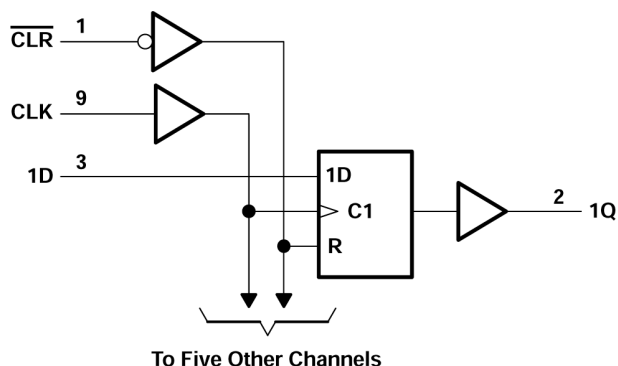 CLR 1
CLK 9
1D 3
1D
C1
R
2 1Q
To Five Other Channels